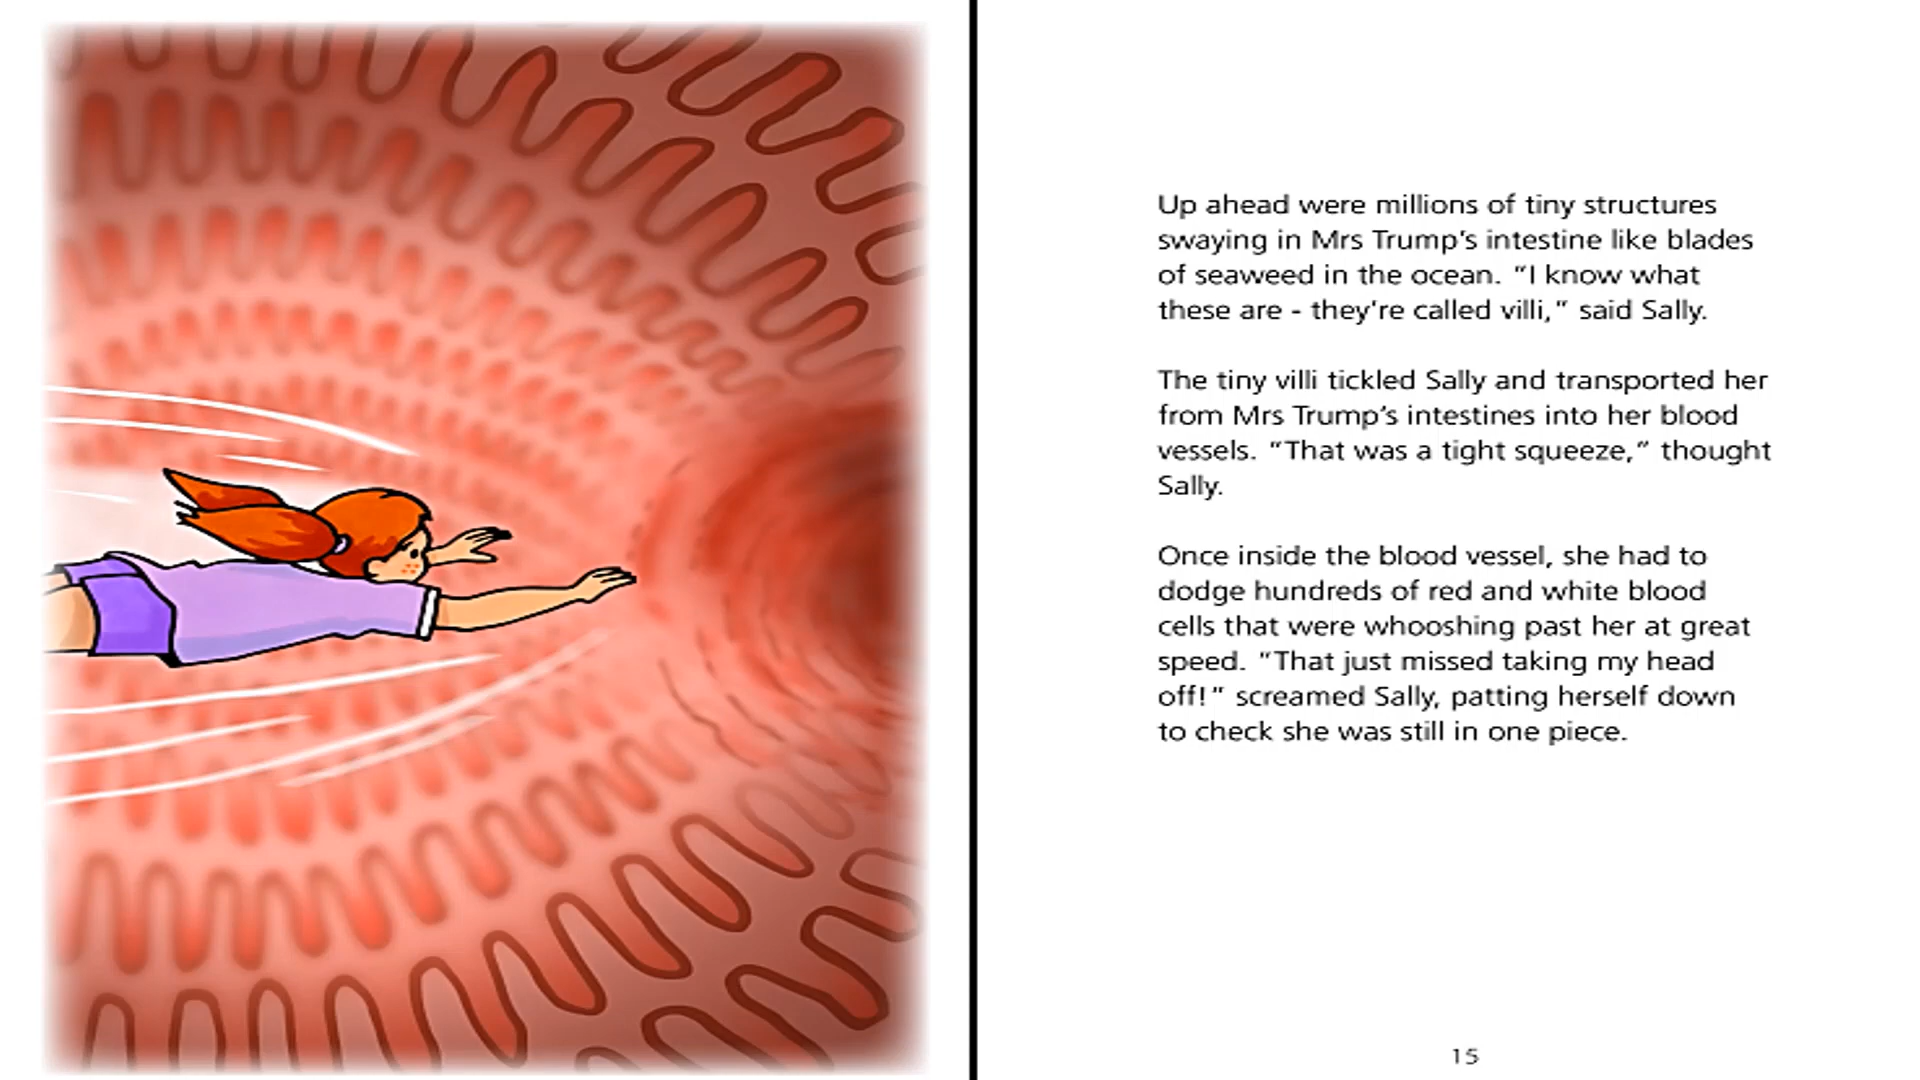 Up ahead were millions of tiny structures
swaying in Mrs Trump's intestine like blades
of seaweed in the ocean. "I know what
these are - they're called villi," said Sally.
The tiny villi tickled Sally and transported her
from Mrs Trump's intestines into her blood
vessels. "That was a tight squeeze," thought
Sally.
Once inside the blood vessel, she had to
dodge hundreds of red and white blood
cells that were whooshing past her at great
speed. "That just missed taking my head
off!" screamed Sally, patting herself down
to check she was still in one piece.
15